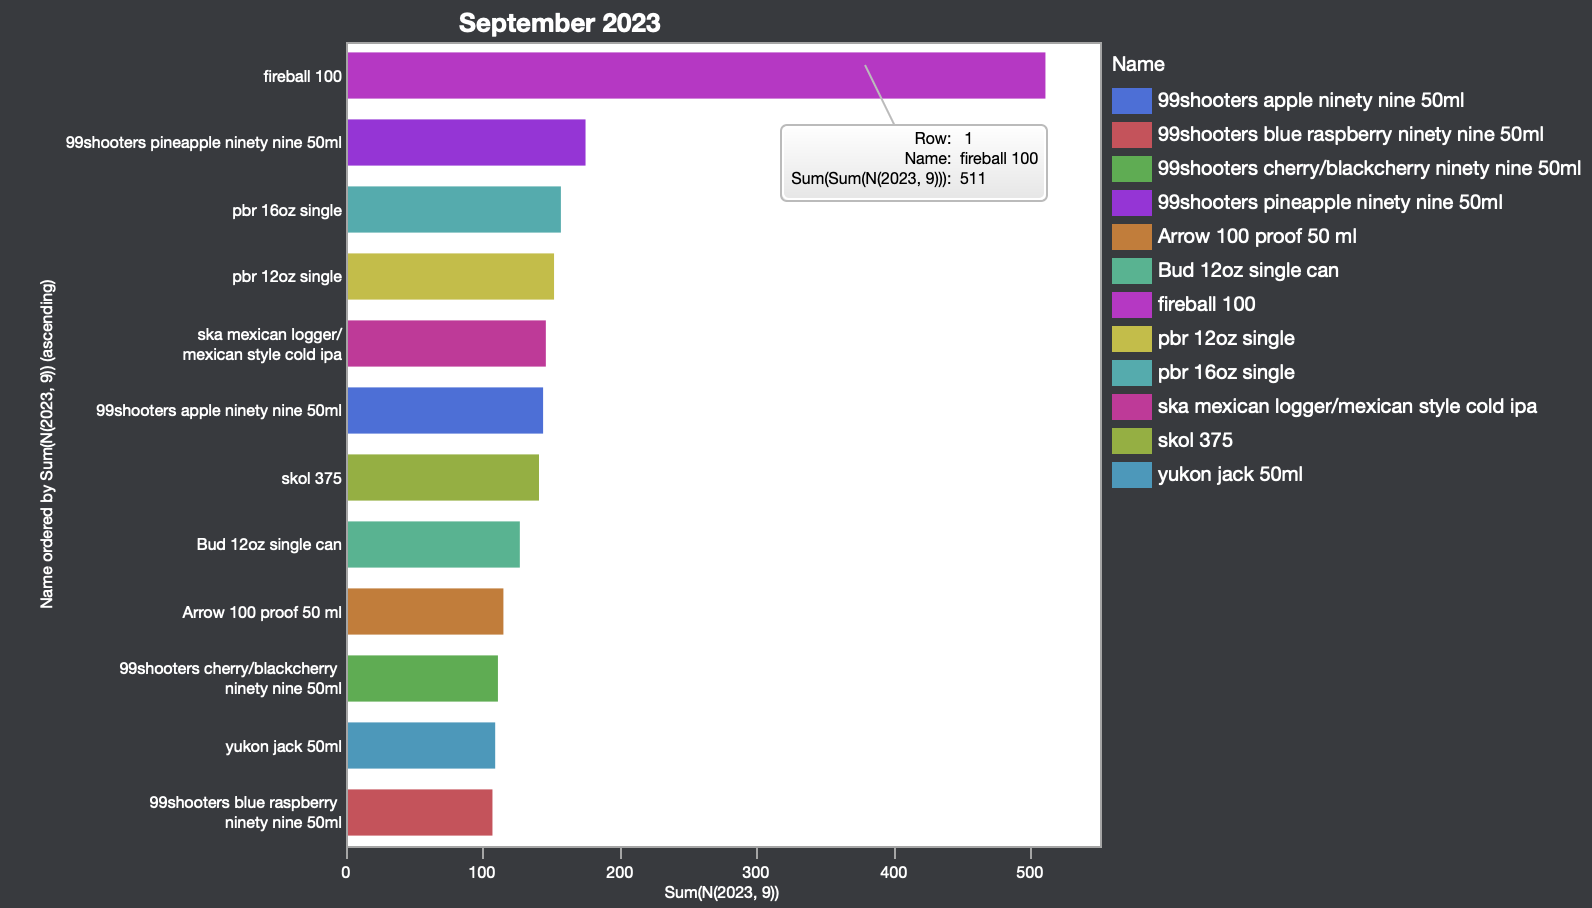 September 2023
fireball 100
99shooters pineapple ninety nine 50ml
pbr 16oz single
pbr 12oz single
ska mexican logger/
mexican style cold ipa
99shooters apple ninety nine 50ml
skol 375
Bud 12oz single can
Arrow 100 proof 50 ml
99shooters cherry/blackcherry
ninety nine 50ml
yukon jack 50ml
99shooters blue raspberry
ninety nine 50ml
Name ordered by Sum(N(2023, 9)) (ascending)
0 100 200 300 400 500
Sum(N(2023, 9))
Row: 1
Name: fireball 100
Sum(Sum(N(2023, 9))): 511
Name
99shooters apple ninety nine 50ml
99shooters blue raspberry ninety nine 50ml
99shooters cherry/blackcherry ninety nine 50ml
99shooters pineapple ninety nine 50ml
Arrow 100 proof 50 ml
Bud 12oz single can
fireball 100
pbr 12oz single
pbr 16oz single
ska mexican logger/mexican style cold ipa
skol 375
yukon jack 50ml